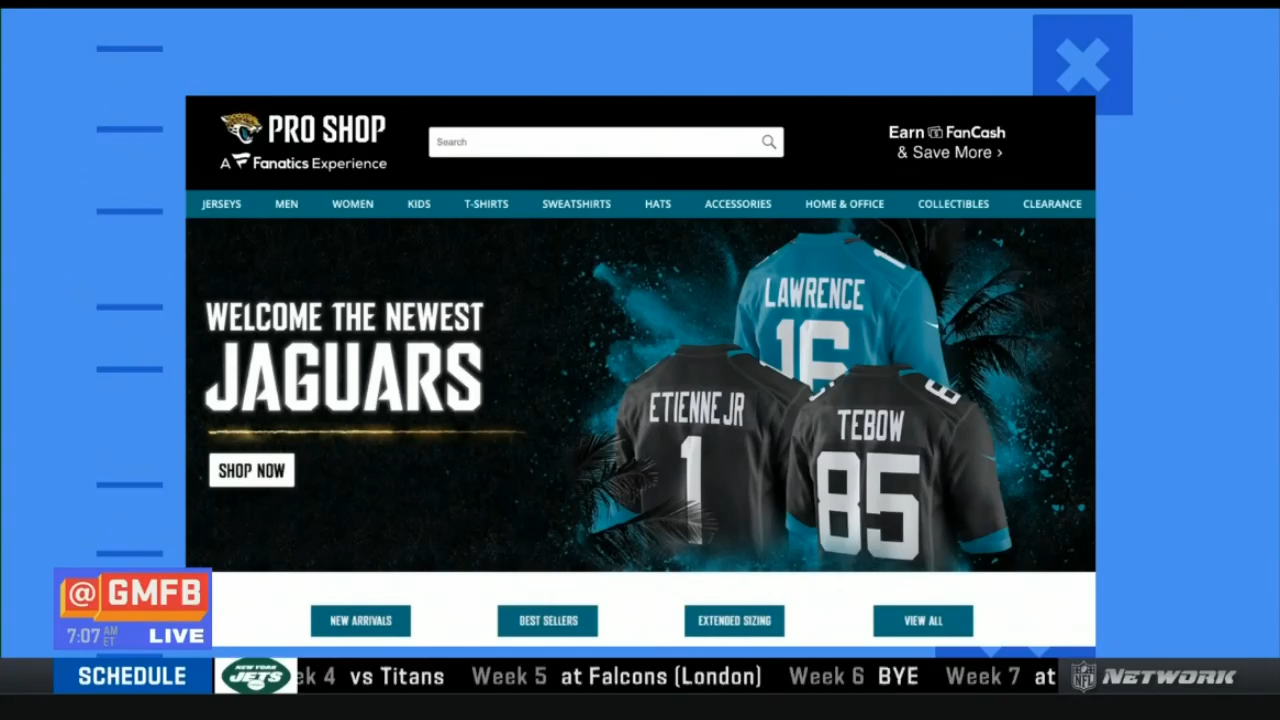 PRO SHOP
A Fanatics Experience
Search
Earn FanCash
& Save More ›
JERSEYS MEN WOMEN KIDS T-SHIRTS SWEATSHIRTS HATS ACCESSORIES HOME & OFFICE COLLECTIBLES CLEARANCE
WELCOME THE NEWEST
JAGUARS
SHOP NOW
LAWRENCE
16
ETIENNE JR
1
TEBOW
85
NEW ARRIVALS BEST SELLERS EXTENDED SIZING VIEW ALL
@ GMFB
7:07 AM ET LIVE
SCHEDULE NEW YORK JETS ek 4 vs Titans Week 5 at Falcons (London) Week 6 BYE Week 7 at NFL NETWORK